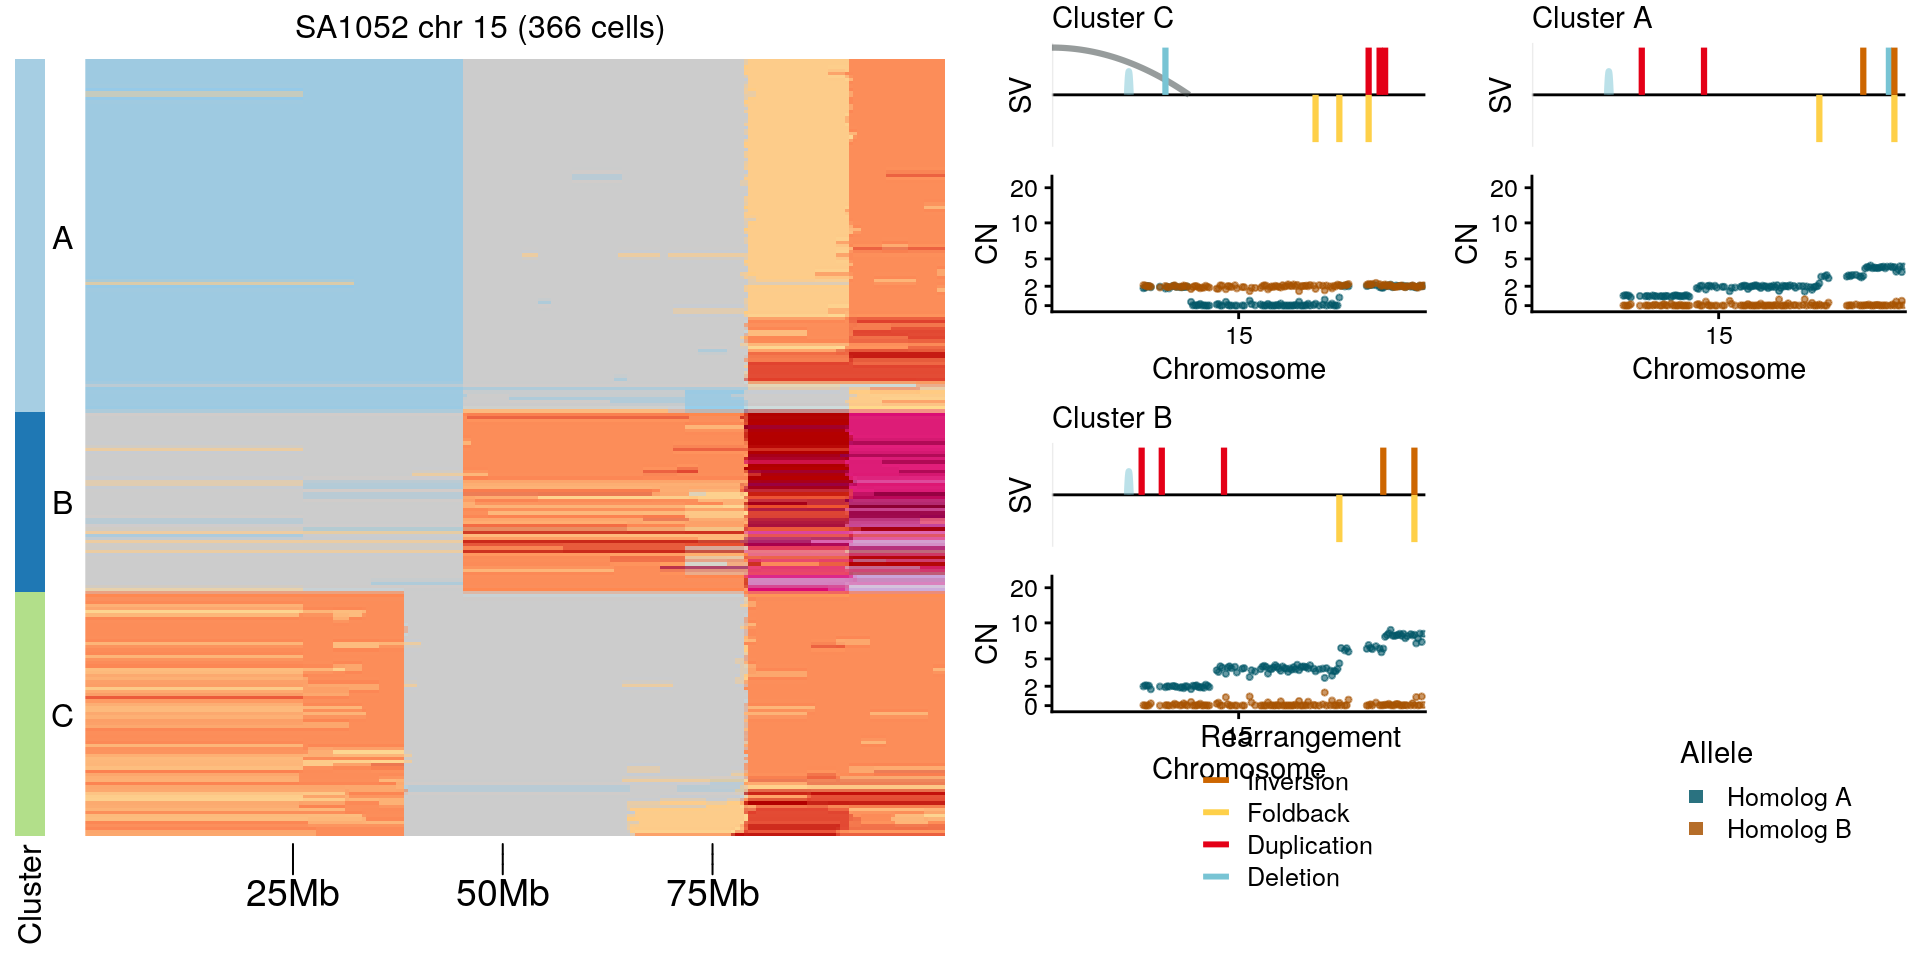 SA1052 chr 15 (366 cells)
A
B
C
Cluster
25Mb
50Mb
75Mb
Cluster C
SV
CN
20
10
5
2
0
15
Chromosome
Cluster A
SV
CN
20
10
5
2
0
15
Chromosome
Cluster B
SV
CN
20
10
5
2
0
15
Chromosome
Rearrangement
Inversion
Foldback
Duplication
Deletion
Allele
Homolog A
Homolog B